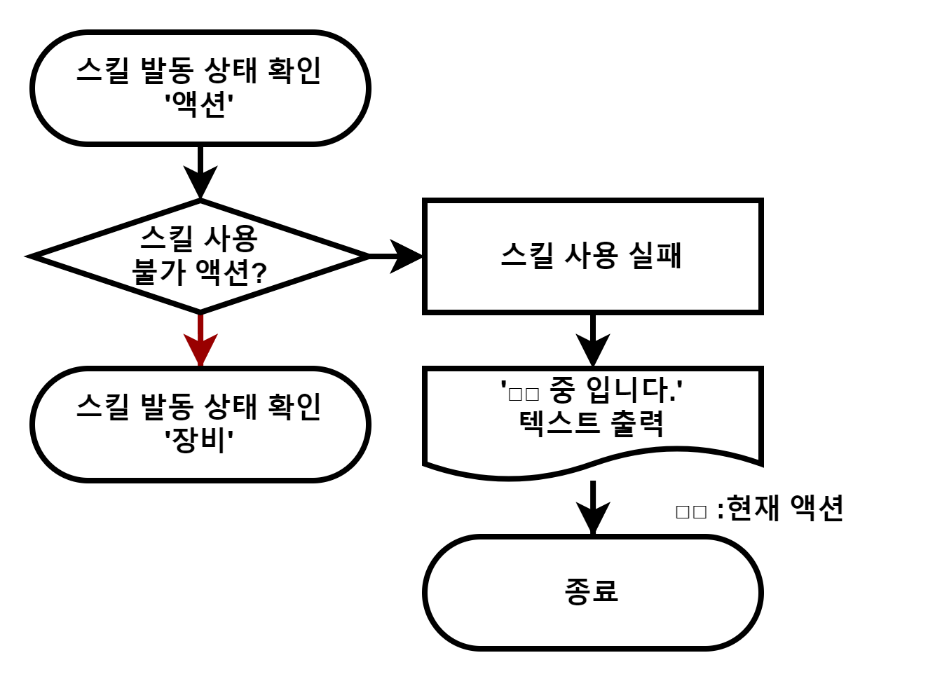 스킬 발동 상태 확인
'액션'
스킬 사용
불가 액션?
스킬 사용 실패
스킬 발동 상태 확인
'장비'
'□□ 중 입니다.'
텍스트 출력
□□ :현재 액션
종료